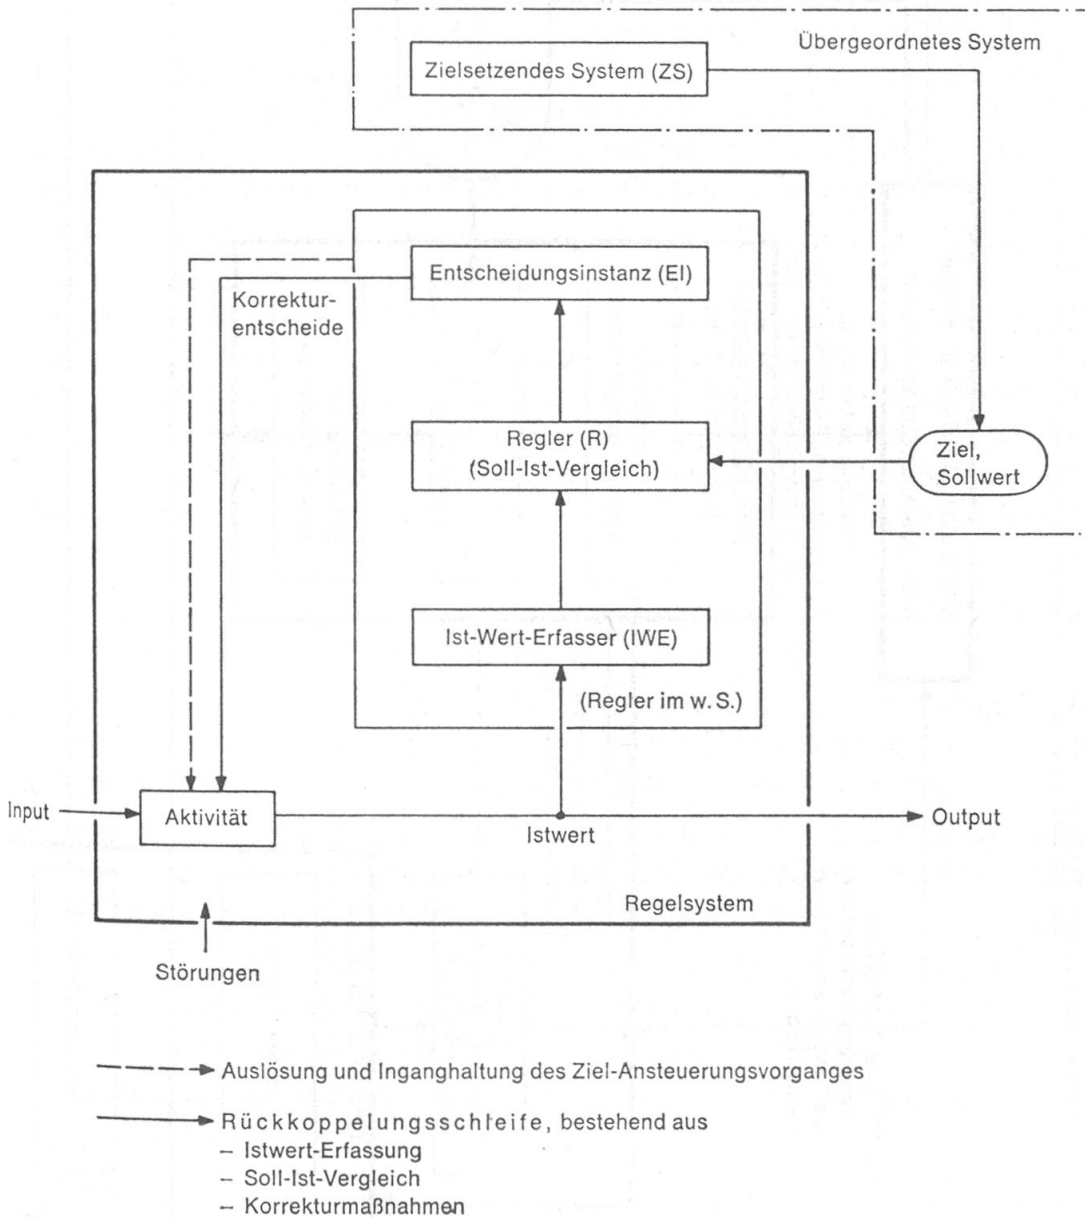 Übergeordnetes System
Zielsetzendes System (ZS)
Entscheidungsinstanz (EI)
Korrektur-
entscheide
Regler (R)
(Soll-Ist-Vergleich)
Ziel,
Sollwert
Ist-Wert-Erfasser (IWE)
(Regler im w. S.)
Input
Aktivität
Istwert
Output
Regelsystem
Störungen
Auslösung und Inganghaltung des Ziel-Ansteuerungsvorganges
Rückkoppelungsschleife, bestehend aus
– Istwert-Erfassung
– Soll-Ist-Vergleich
– Korrekturmaßnahmen